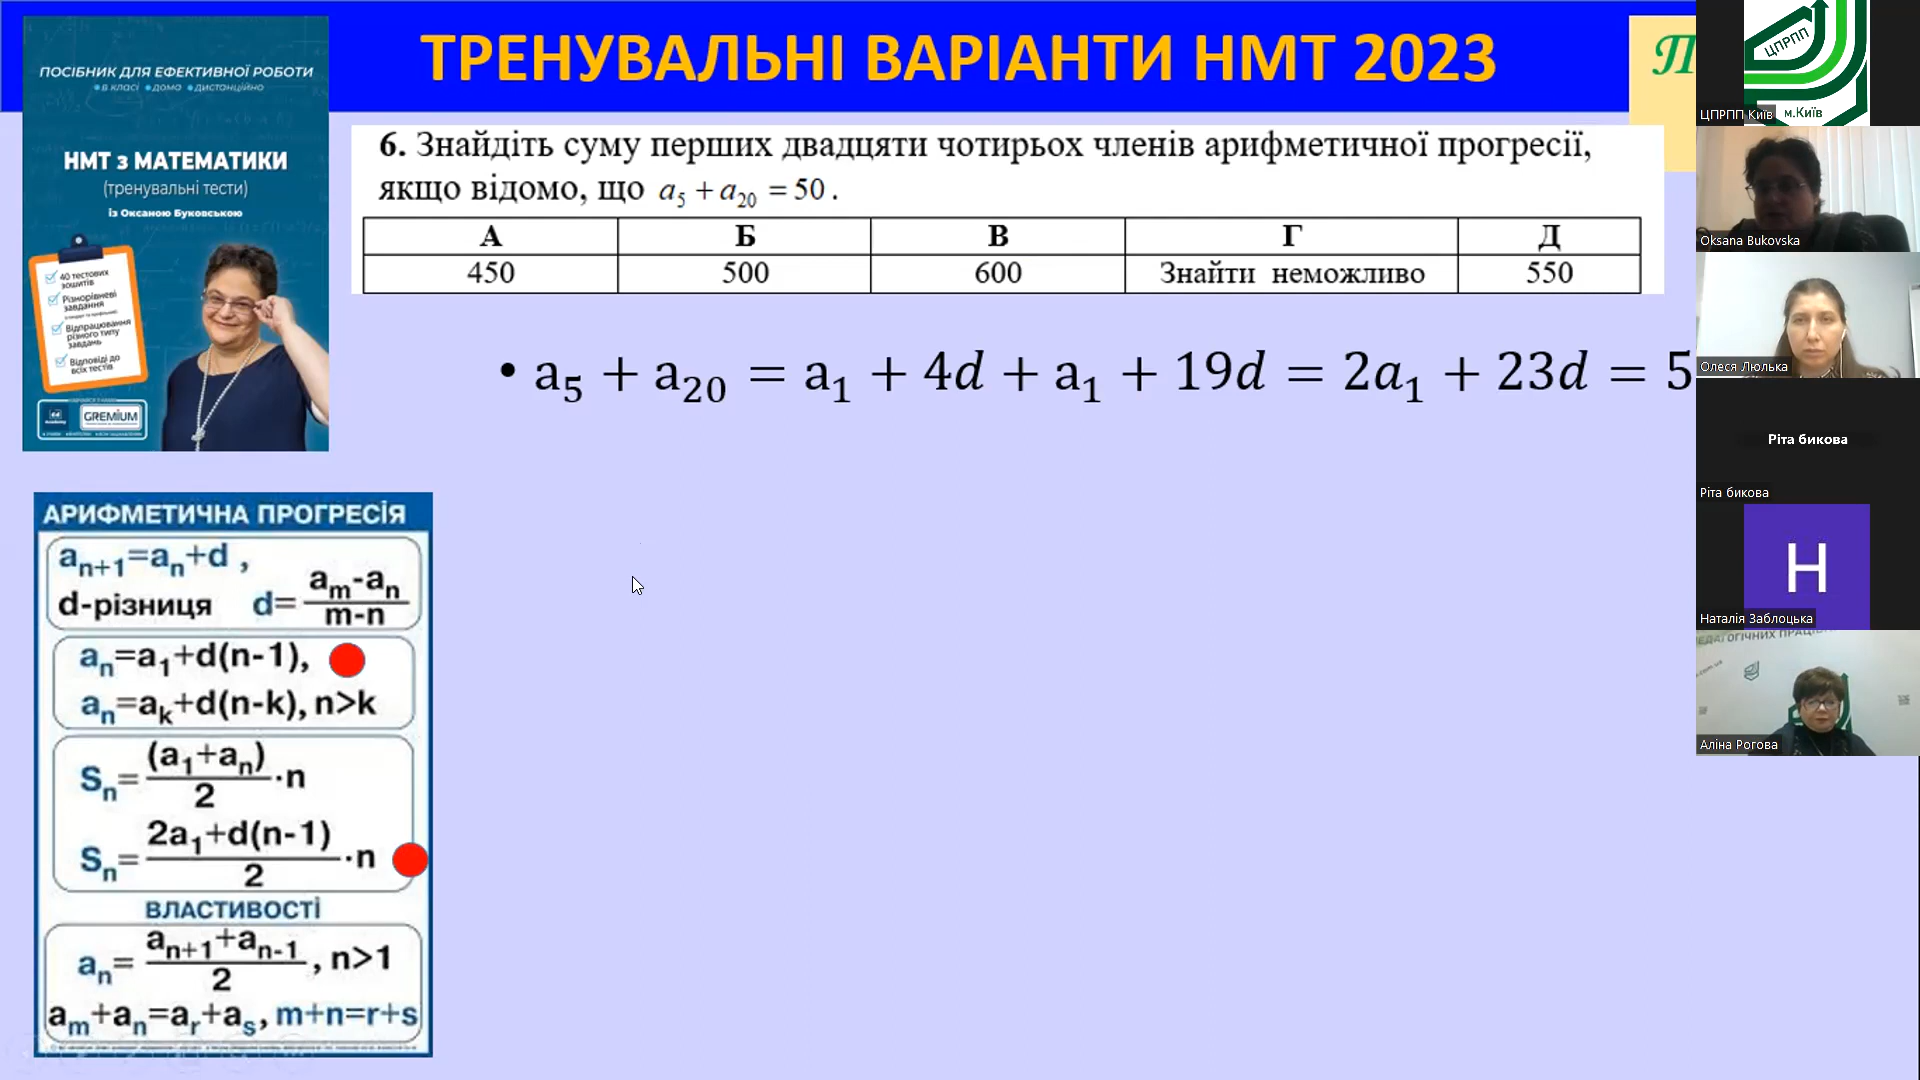 ТРЕНУВАЛЬНІ ВАРІАНТИ НМТ 2023
ПОСІБНИК ДЛЯ ЕФЕКТИВНОЇ РОБОТИ
• в класі • дома • дистанційно
НМТ з МАТЕМАТИКИ
(тренувальні тести)
із Оксаною Буковською
40 тестових зошитів
Різнорівневі завдання
Відпрацювання різного типу завдань
Відповіді до всіх тестів
GREMIUM
6. Знайдіть суму перших двадцяти чотирьох членів арифметичної прогресії,
якщо відомо, що a₅ + a₂₀ = 50.
А Б В Г Д
450 500 600 Знайти неможливо 550
• a₅ + a₂₀ = a₁ + 4d + a₁ + 19d = 2a₁ + 23d = 5
АРИФМЕТИЧНА ПРОГРЕСІЯ
aₙ₊₁=aₙ+d ,
d-різниця d=(aₘ-aₙ)/(m-n)
aₙ=a₁+d(n-1),
aₙ=aₖ+d(n-k), n>k
Sₙ=(a₁+aₙ)/2·n
Sₙ=(2a₁+d(n-1))/2·n
ВЛАСТИВОСТІ
aₙ=(aₙ₊₁+aₙ₋₁)/2, n>1
aₘ+aₙ=aᵣ+aₛ, m+n=r+s
П
ЦПРПП
м.Київ
ЦПРПП Київ
Oksana Bukovska
Олеся Люлька
Ріта бикова
Ріта бикова
Н
Наталія Заблоцька
Аліна Рогова